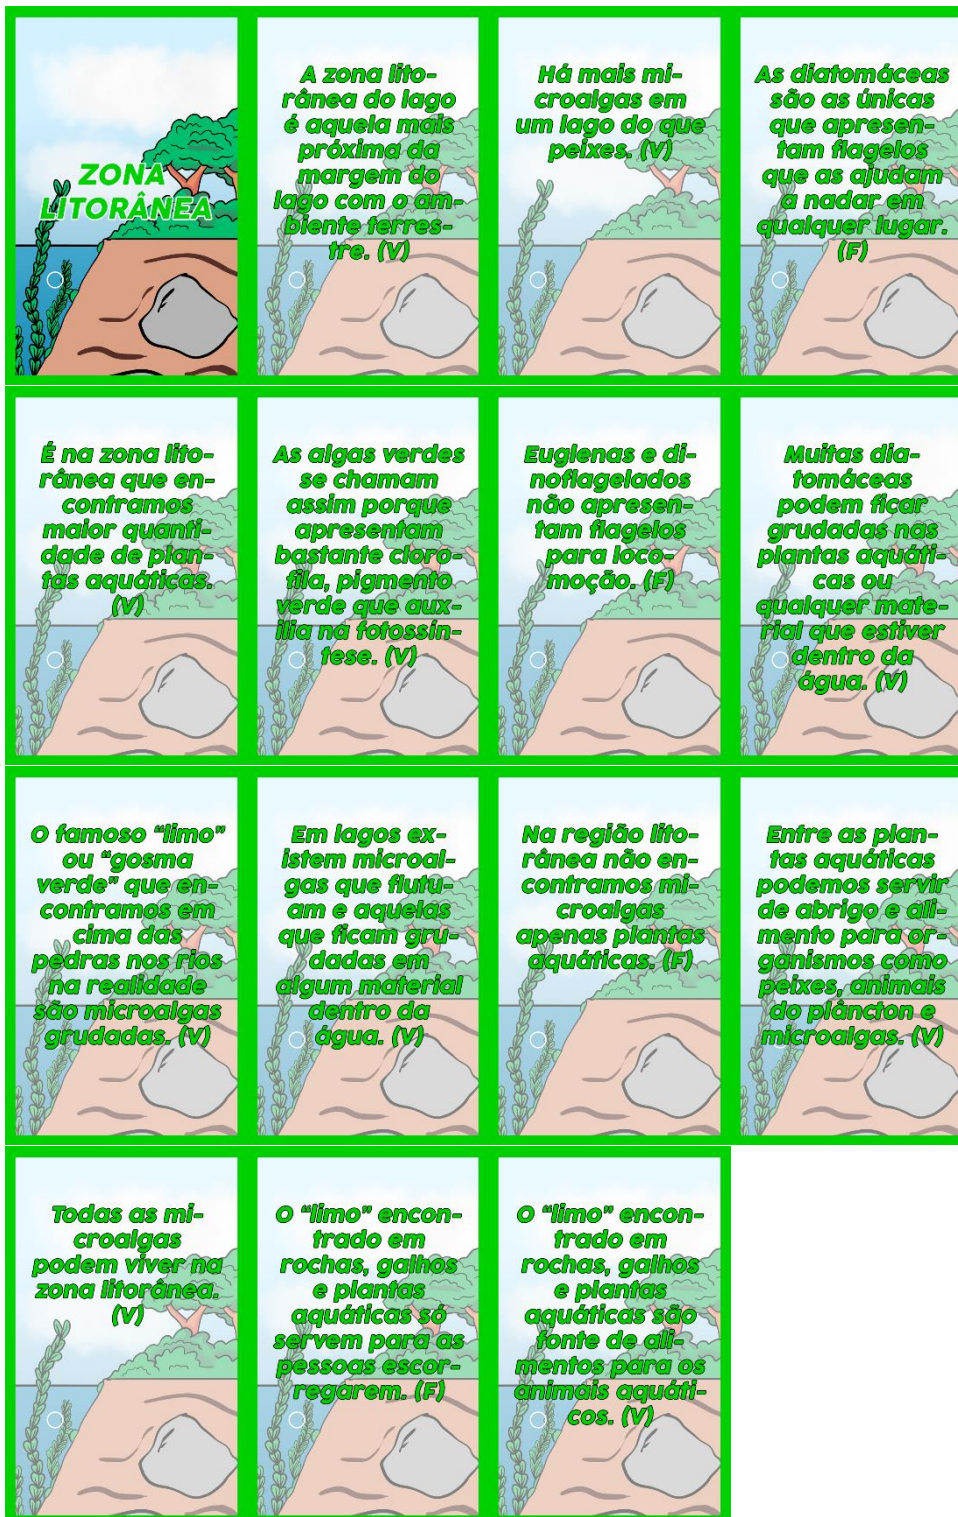 ZONA
LITORÂNEA
A zona lito-
rânea do lago
é aquela mais
próxima da
margem do
lago com o am-
biente terres-
tre. (V)
Há mais mi-
croalgas em
um lago do que
peixes. (V)
As diatomáceas
são as únicas
que apresen-
tam flagelos
que as ajudam
a nadar em
qualquer lugar.
(F)
É na zona lito-
rânea que en-
contramos
maior quanti-
dade de plan-
tas aquáticas.
(V)
As algas verdes
se chamam
assim porque
apresentam
bastante cloro-
fila, pigmento
verde que aux-
ilia na fotossín-
tese. (V)
Euglenas e di-
noflagelados
não apresen-
tam flagelos
para loco-
moção. (F)
Muitas dia-
tomáceas
podem ficar
grudadas nas
plantas aquáti-
cas ou
qualquer mate-
rial que estiver
dentro da
água. (V)
O famoso “limo”
ou “gosma
verde” que en-
contramos em
cima das
pedras nos rios
na realidade
são microalgas
grudadas. (V)
Em lagos ex-
istem microal-
gas que flutu-
am e aquelas
que ficam gru-
dadas em
algum material
dentro da
água. (V)
Na região lito-
rânea não en-
contramos mi-
croalgas
apenas plantas
aquáticas. (F)
Entre as plan-
tas aquáticas
podemos servir
de abrigo e ali-
mento para or-
ganismos como
peixes, animais
do plâncton e
microalgas. (V)
Todas as mi-
croalgas
podem viver na
zona litorânea.
(V)
O “limo” encon-
trado em
rochas, galhos
e plantas
aquáticas só
servem para as
pessoas escor-
regarem. (F)
O “limo” encon-
trado em
rochas, galhos
e plantas
aquáticas são
fonte de ali-
mentos para os
animais aquáti-
cos. (V)